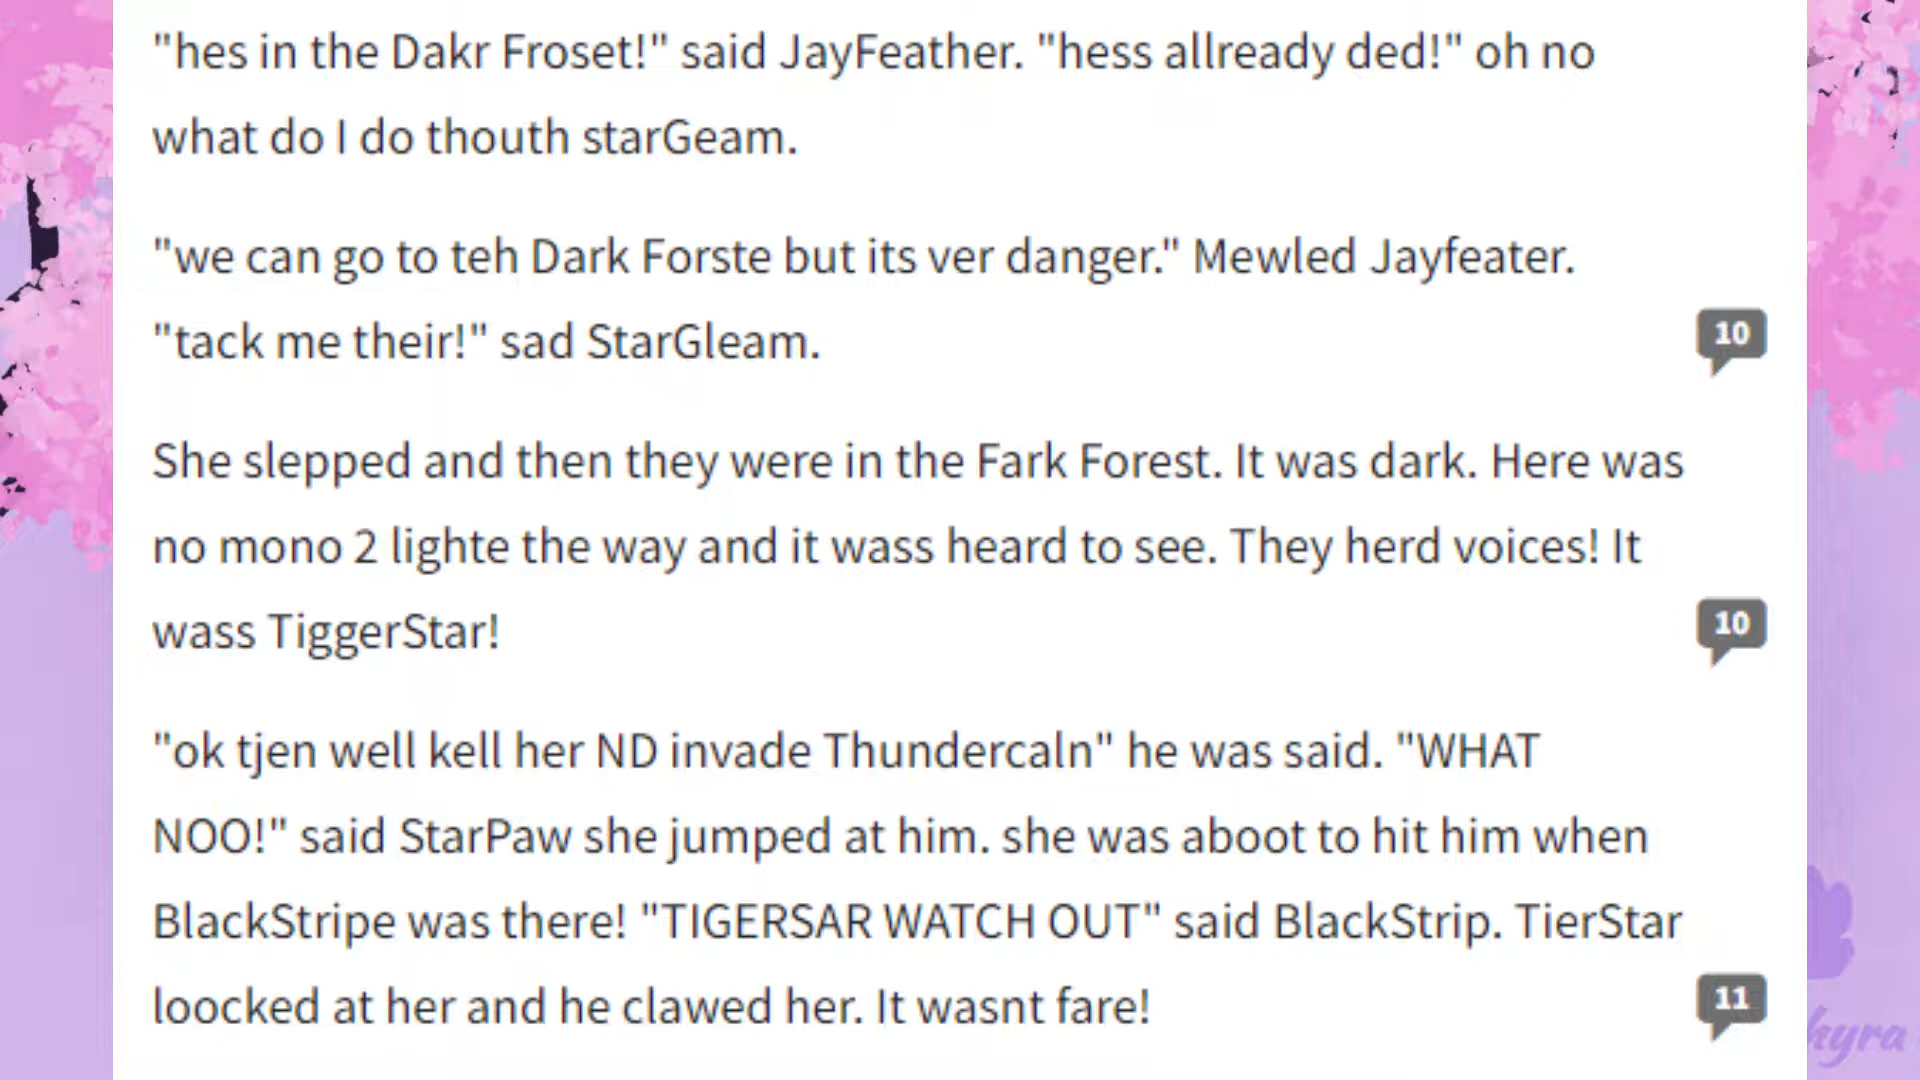 "hes in the Dakr Froset!" said JayFeather. "hess allready ded!" oh no
what do I do thouth starGeam.
"we can go to teh Dark Forste but its ver danger." Mewled Jayfeater.
"tack me their!" sad StarGleam.
10
She slepped and then they were in the Fark Forest. It was dark. Here was
no mono 2 lighte the way and it wass heard to see. They herd voices! It
wass TiggerStar!
10
"ok tjen well kell her ND invade Thundercaln" he was said. "WHAT
NOO!" said StarPaw she jumped at him. she was aboot to hit him when
BlackStripe was there! "TIGERSAR WATCH OUT" said BlackStrip. TierStar
loocked at her and he clawed her. It wasnt fare!
11